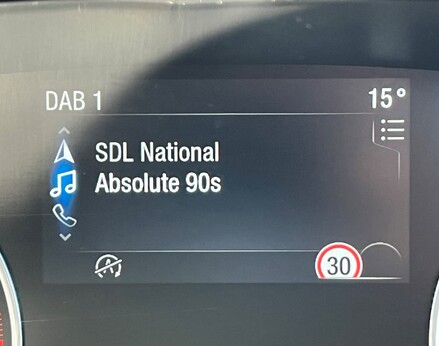 DAB 1
15°
SDL National
Absolute 90s
A
30